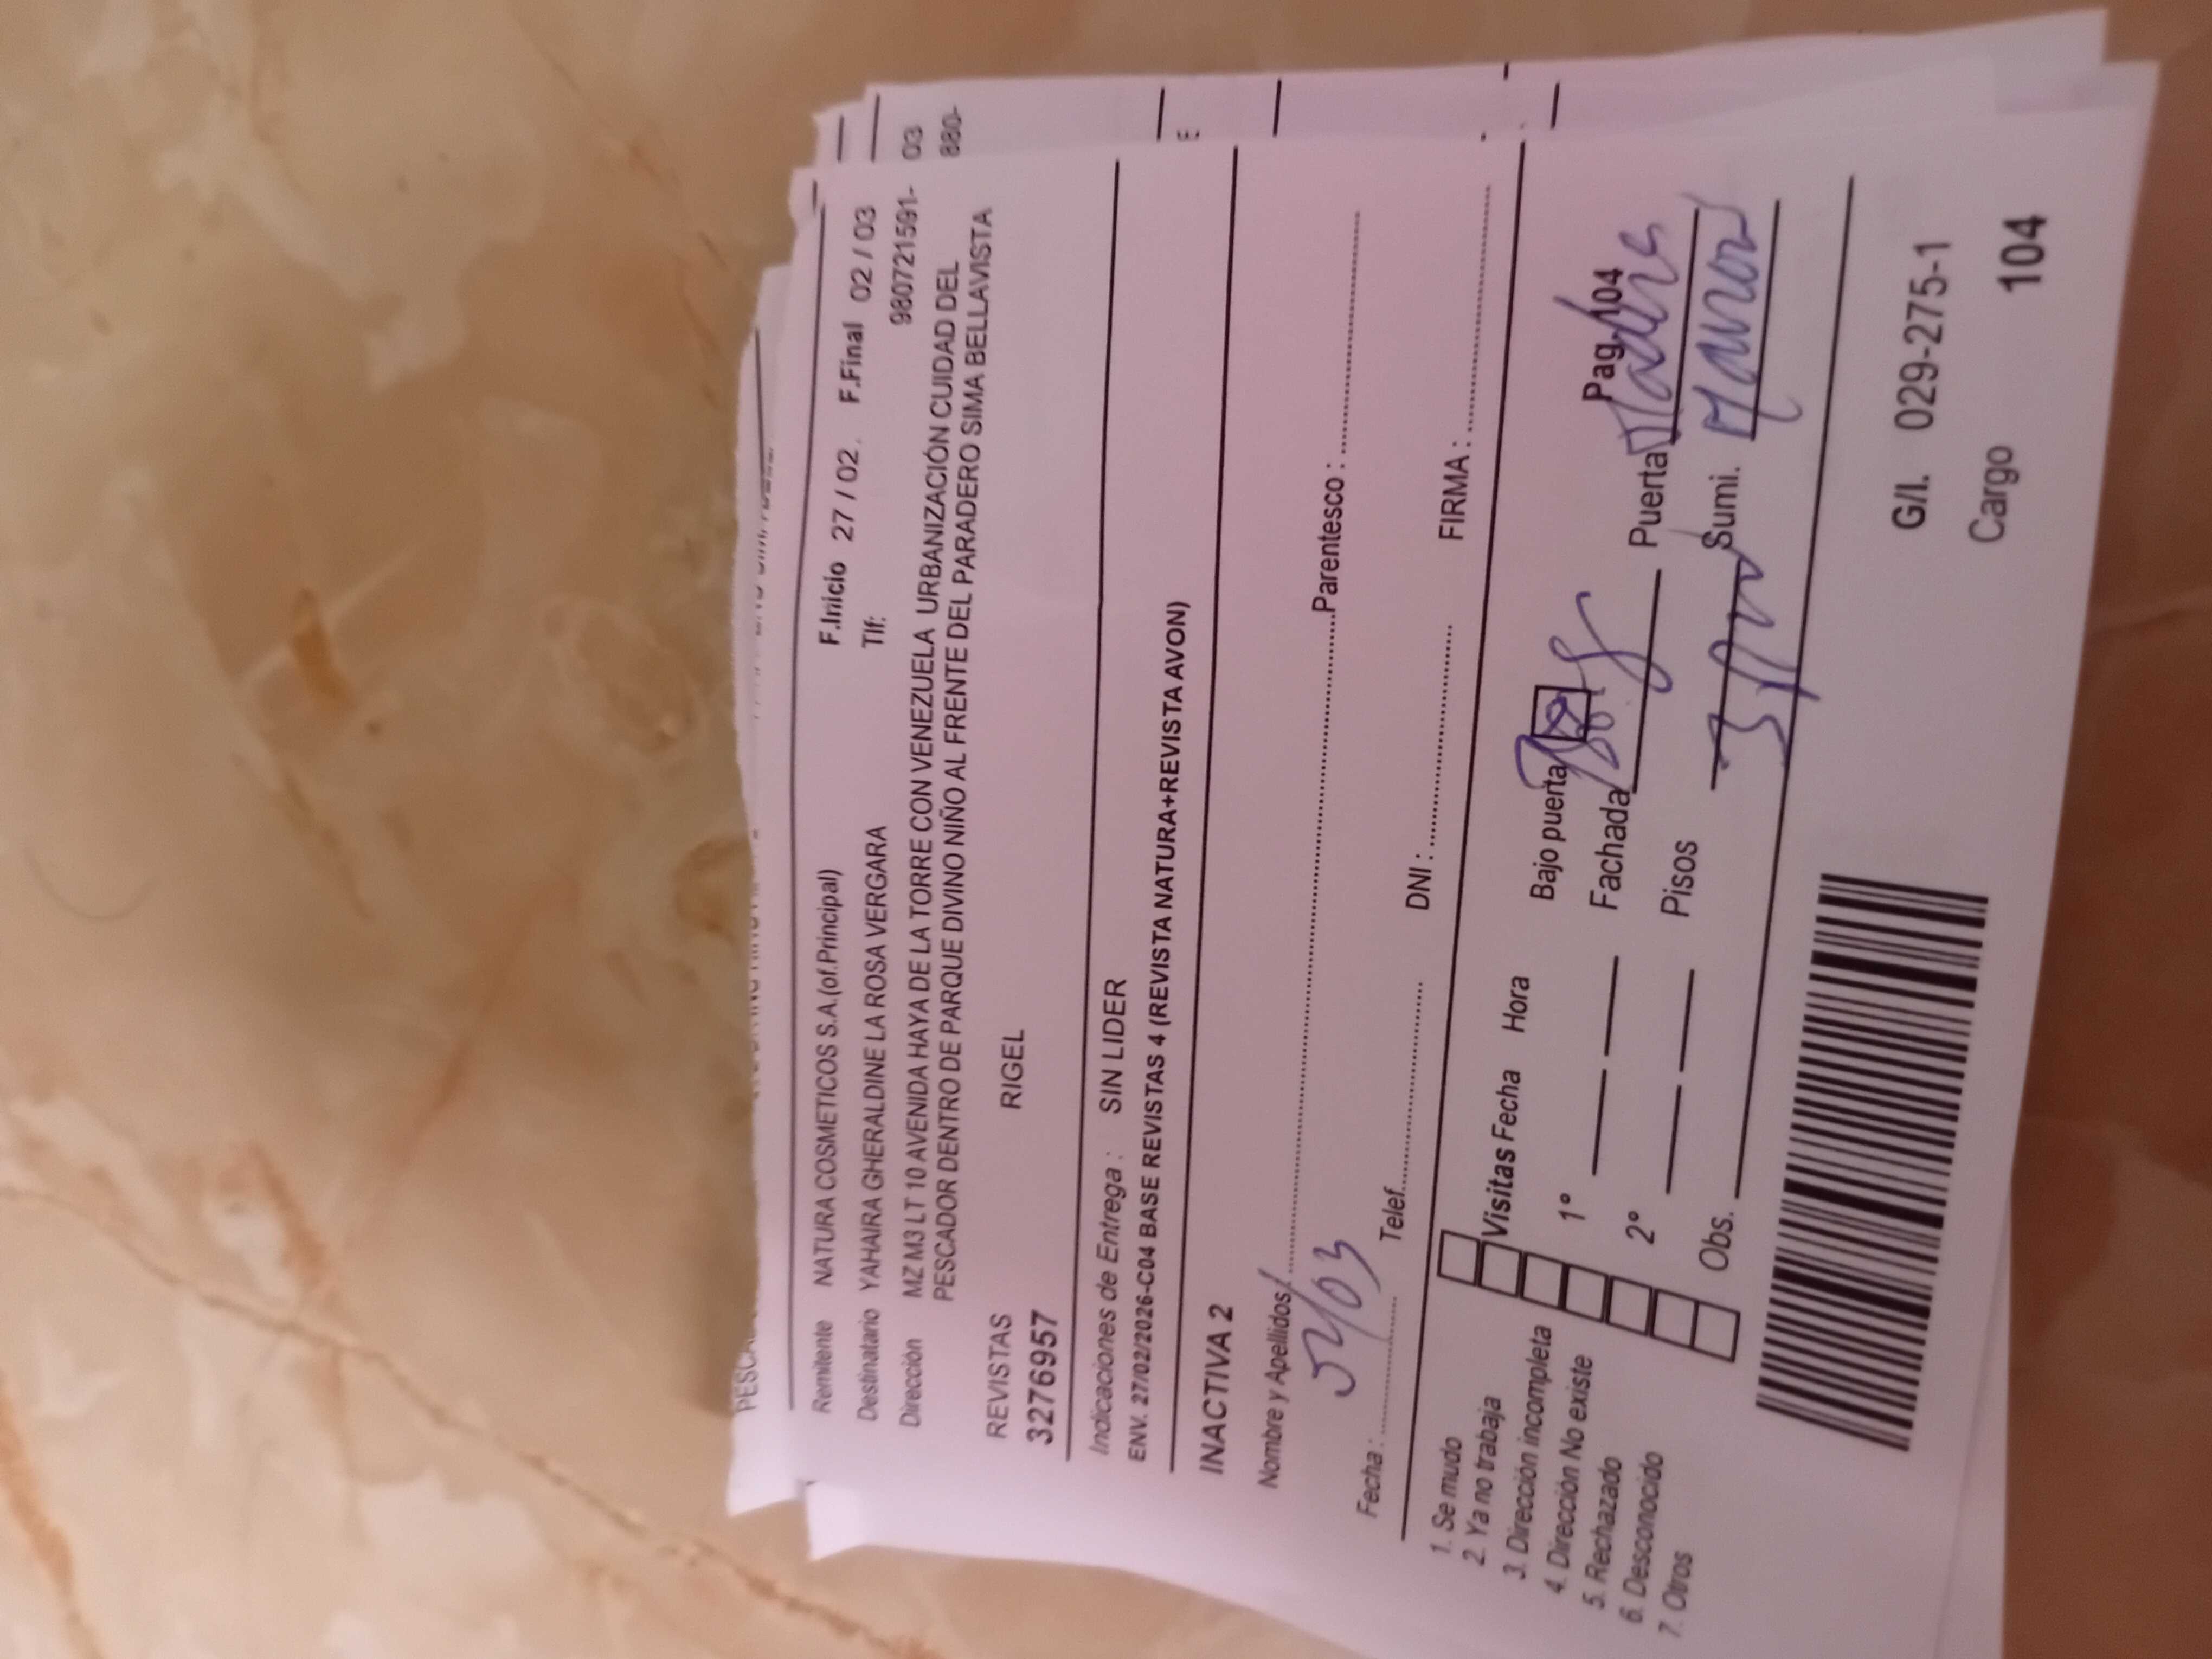 PESCA
Remitente NATURA COSMETICOS S.A.(of.Principal) F.Inicio 27 / 02. F.Final 02 / 03
Destinatario YAHAIRA GHERALDINE LA ROSA VERGARA Tlf: 980721591-
Dirección MZ M3 LT 10 AVENIDA HAYA DE LA TORRE CON VENEZUELA URBANIZACIÓN CUIDAD DEL
PESCADOR DENTRO DE PARQUE DIVINO NIÑO AL FRENTE DEL PARADERO SIMA BELLAVISTA
03
880-
REVISTAS RIGEL
3276957
Indicaciones de Entrega : SIN LIDER
ENV. 27/02/2026-C04 BASE REVISTAS 4 (REVISTA NATURA+REVISTA AVON)
E
INACTIVA 2
Nombre y Apellidos: Parentesco :
Fecha : 04/03 Telef. DNI : FIRMA :
1. Se mudo
2. Ya no trabaja
3. Dirección incompleta
4. Dirección No existe
5. Rechazado
6. Desconocido
7. Otros
Visitas Fecha Hora
1°
2°
Obs.
Bajo puerta
Pag. 104
Fachada Puerta
Pisos Sumi.
G/I. 029-275-1
Cargo 104